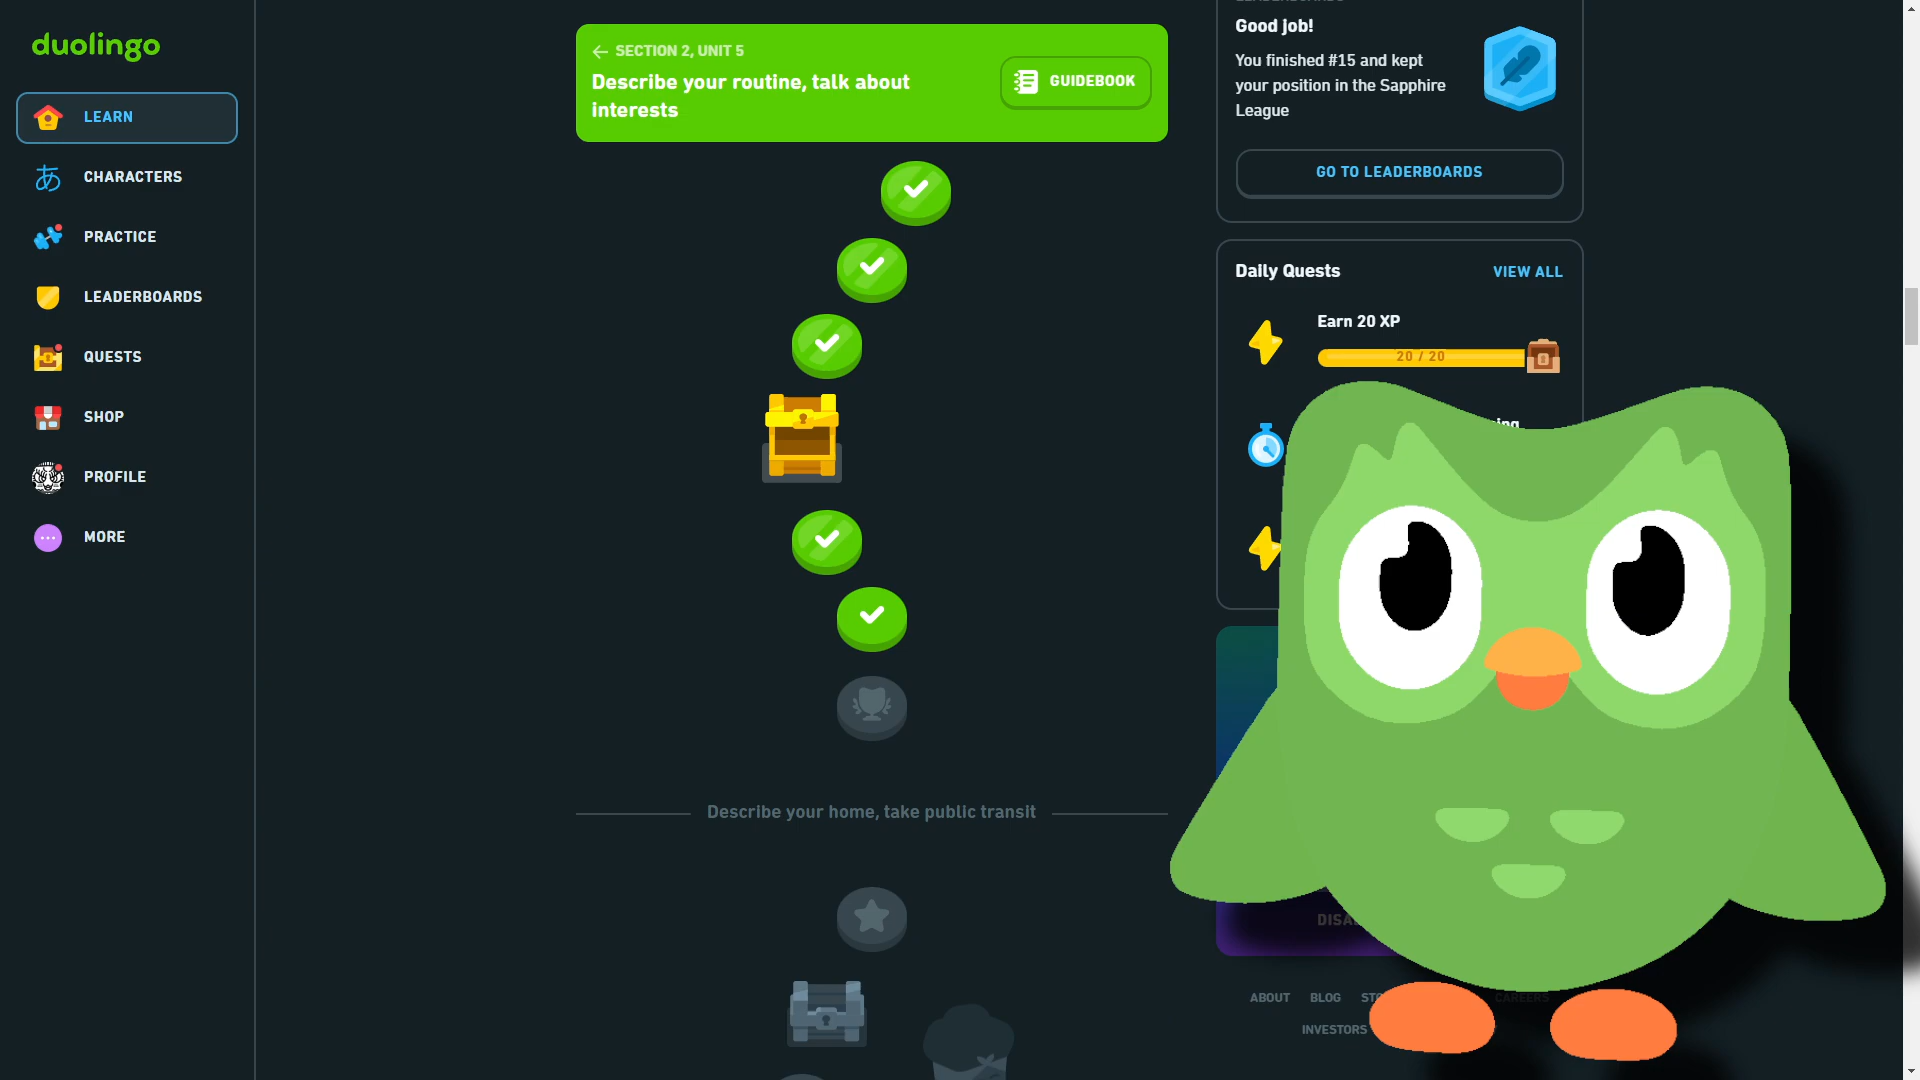 duolingo
LEARN
あ
CHARACTERS
PRACTICE
LEADERBOARDS
QUESTS
SHOP
PROFILE
MORE
SECTION 2, UNIT 5
Describe your routine, talk about
interests
GUIDEBOOK
Describe your home, take public transit
Good job!
You finished #15 and kept
your position in the Sapphire
League
GO TO LEADERBOARDS
Daily Quests
VIEW ALL
Earn 20 XP
20 / 20
ABOUT BLOG CAREERS
INVESTORS